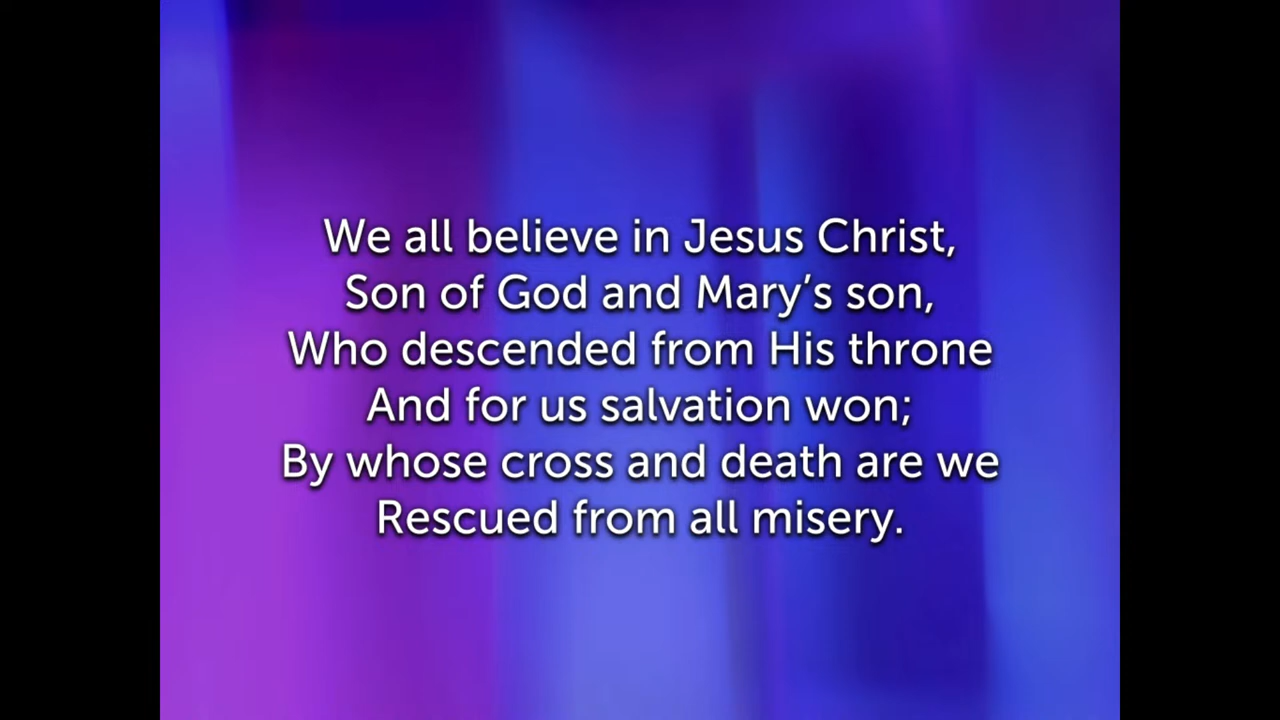 We all believe in Jesus Christ,
Son of God and Mary’s son,
Who descended from His throne
And for us salvation won;
By whose cross and death are we
Rescued from all misery.